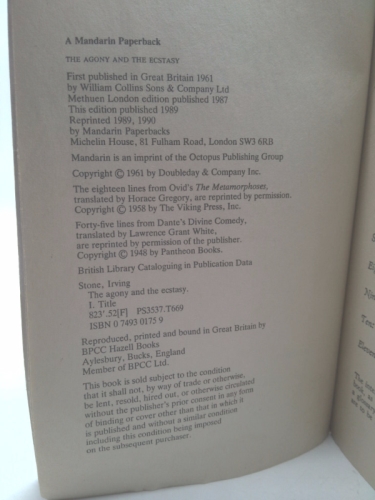 A Mandarin Paperback
THE AGONY AND THE ECSTASY
First published in Great Britain 1961
by William Collins Sons & Company Ltd
Methuen London edition published 1987
This edition published 1989
Reprinted 1989, 1990
by Mandarin Paperbacks
Michelin House, 81 Fulham Road, London SW3 6RB
Mandarin is an imprint of the Octopus Publishing Group
Copyright © 1961 by Doubleday & Company Inc.
The eighteen lines from Ovid's The Metamorphoses,
translated by Horace Gregory, are reprinted by permission.
Copyright © 1958 by The Viking Press, Inc.
Forty-five lines from Dante's Divine Comedy,
translated by Lawrence Grant White,
are reprinted by permission of the publisher.
Copyright © 1948 by Pantheon Books.
British Library Cataloguing in Publication Data
Stone, Irving
The agony and the ecstasy.
I. Title
823'.52[F] PS3537.T669
ISBN 0 7493 0175 9
Reproduced, printed and bound in Great Britain by
BPCC Hazell Books
Aylesbury, Bucks, England
Member of BPCC Ltd.
This book is sold subject to the condition
that it shall not, by way of trade or otherwise,
be lent, resold, hired out, or otherwise circulated
without the publisher's prior consent in any form
of binding or cover other than that in which it
is published and without a similar condition
including this condition being imposed
on the subsequent purchaser.